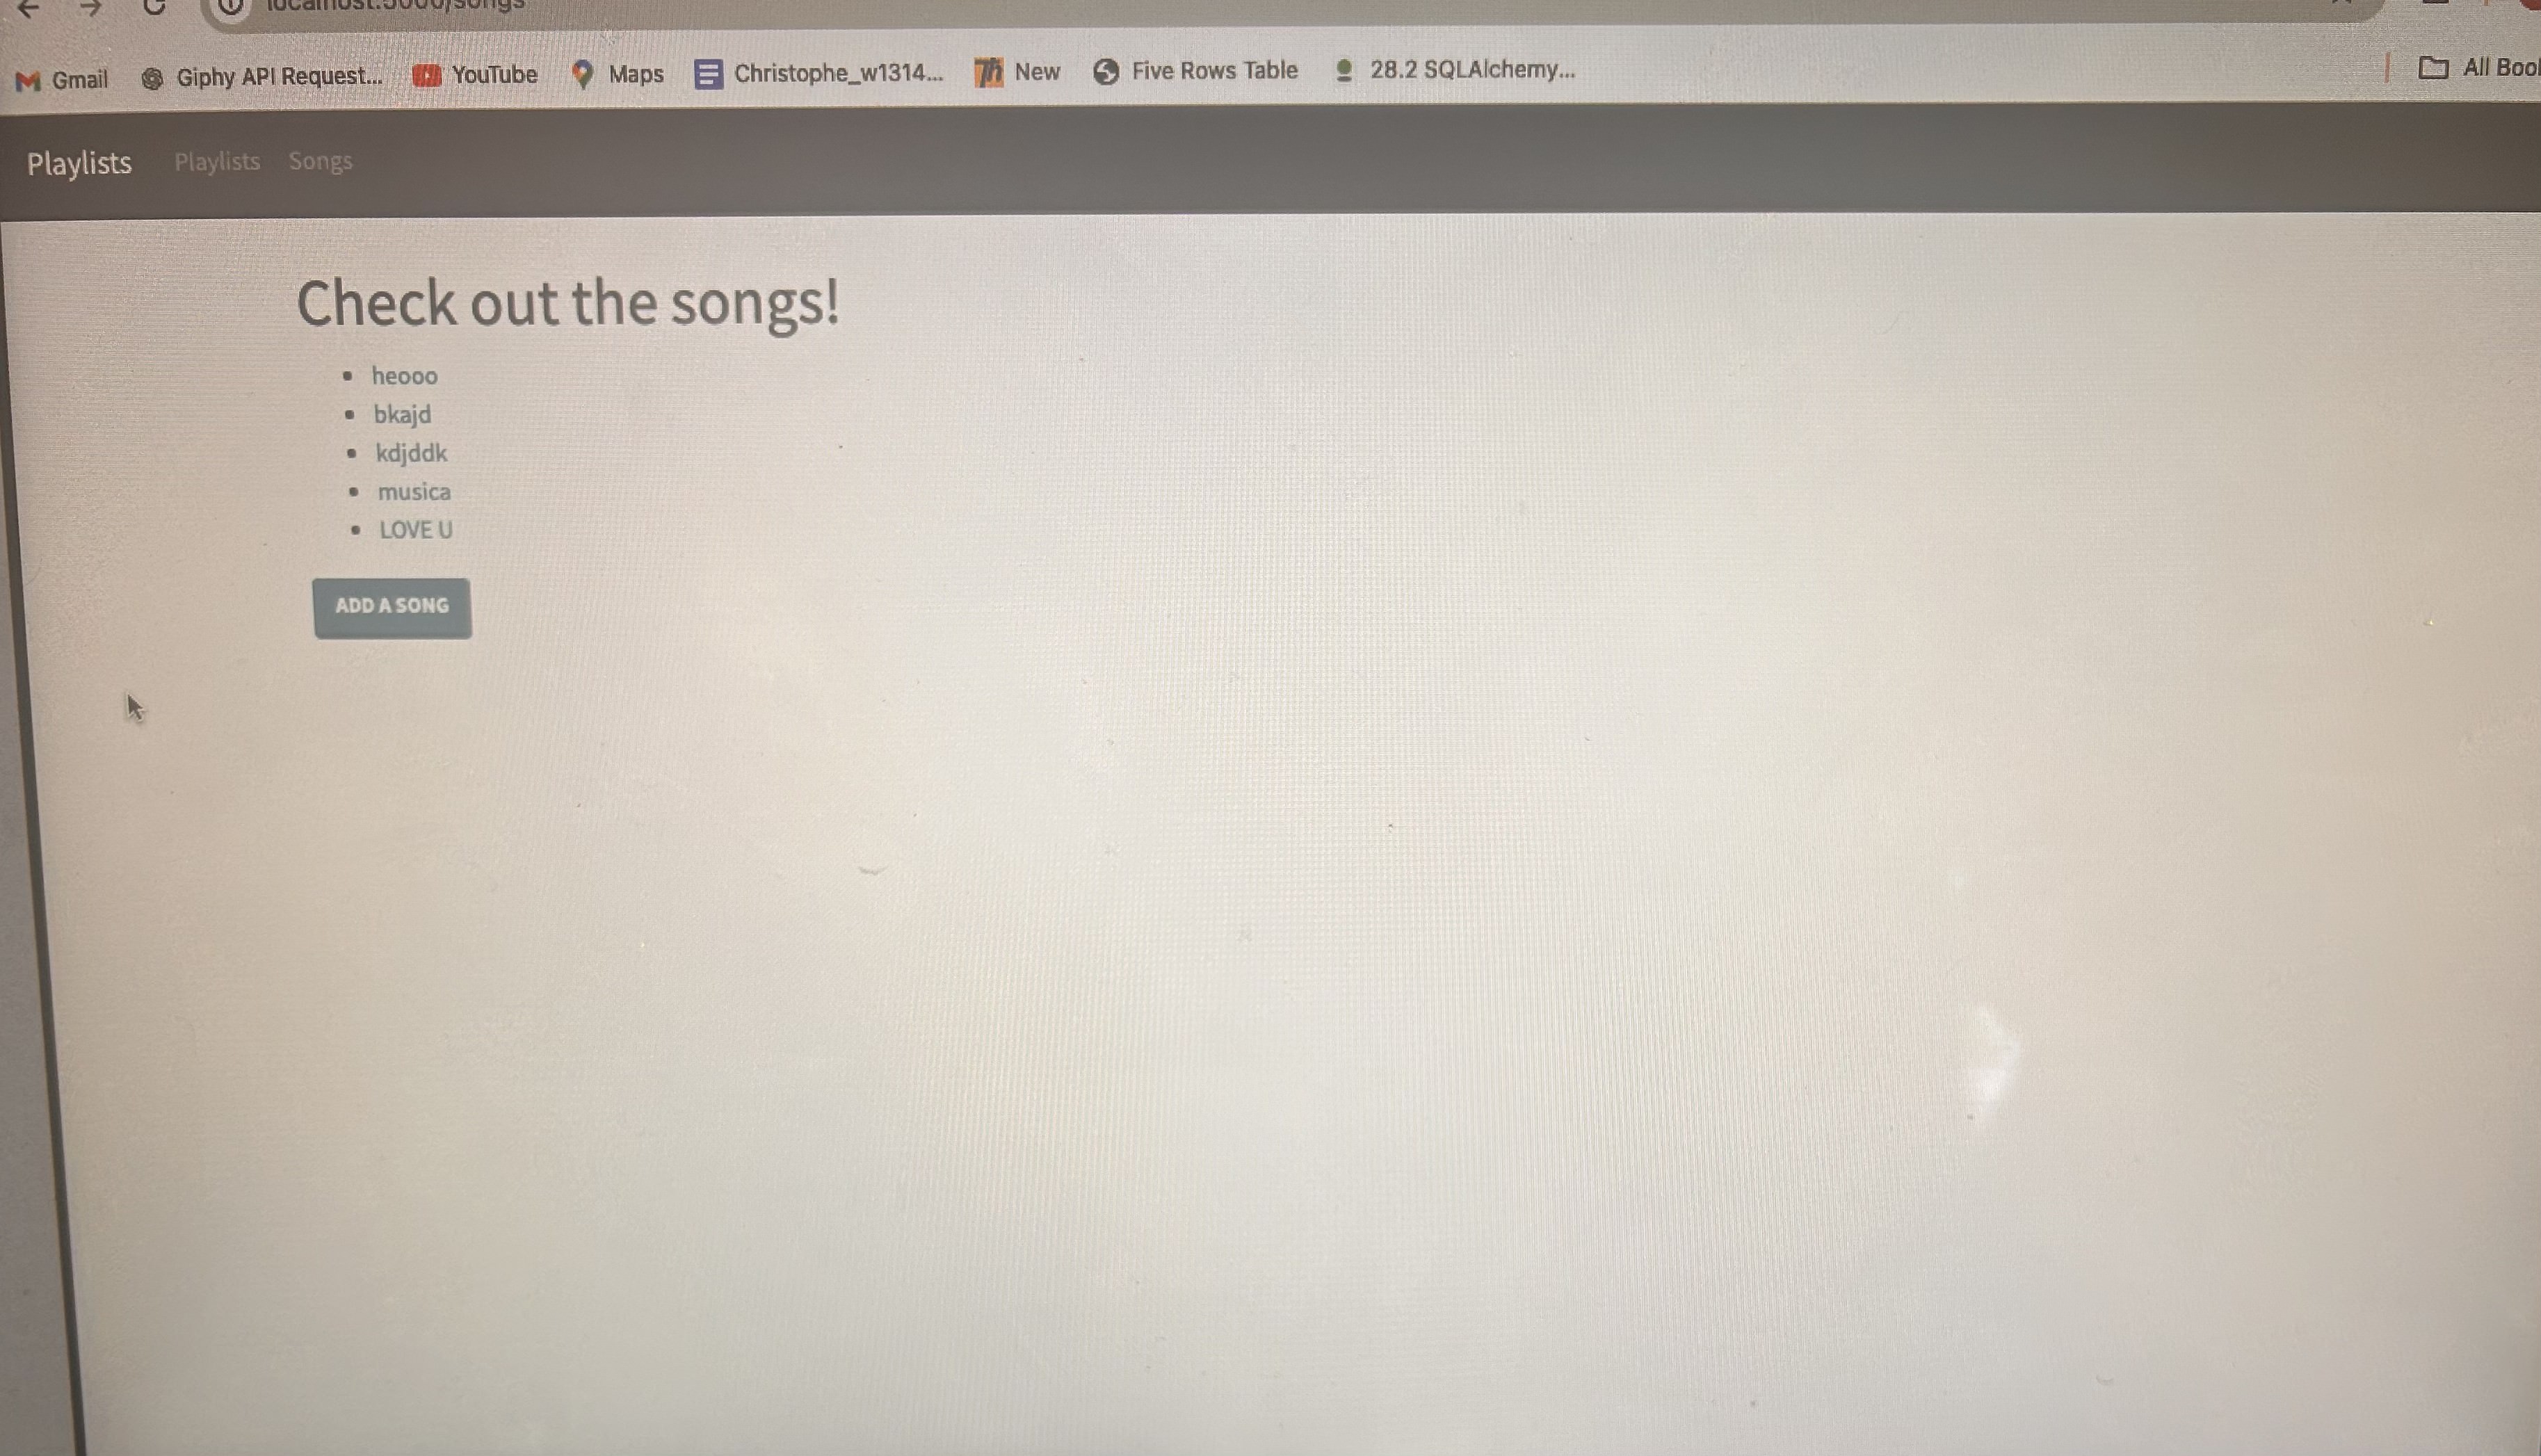 localhost:5000/songs
Gmail Giphy API Request... YouTube Maps Christophe_w1314... New Five Rows Table 28.2 SQLAlchemy... All Boo
Playlists Playlists Songs
Check out the songs!
heooo
bkajd
kdjddk
musica
LOVE U
ADD A SONG